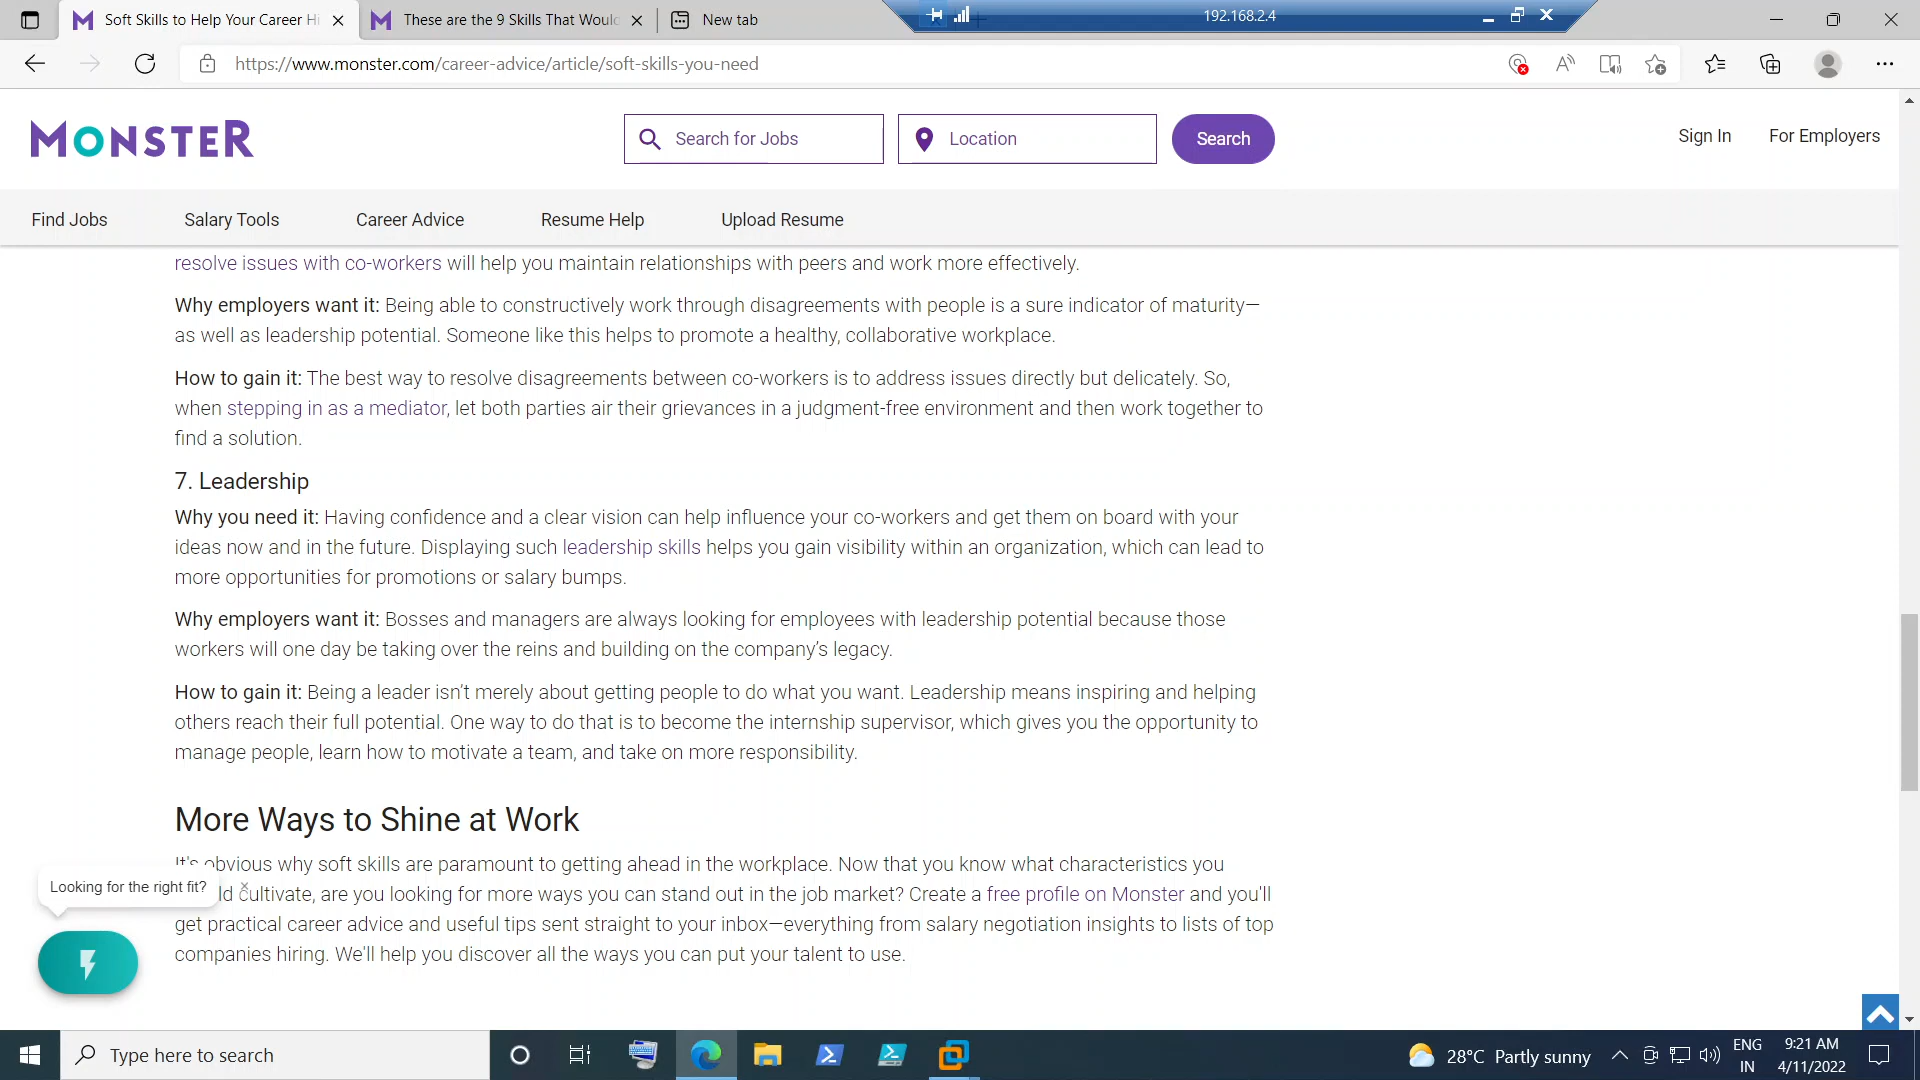 Soft Skills to Help Your Career Hi
These are the 9 Skills That Would
New tab
192.168.2.4
https://www.monster.com/career-advice/article/soft-skills-you-need
MONSTER
Search for Jobs
Location
Search
Sign In
For Employers
Find Jobs
Salary Tools
Career Advice
Resume Help
Upload Resume
resolve issues with co-workers will help you maintain relationships with peers and work more effectively.
Why employers want it: Being able to constructively work through disagreements with people is a sure indicator of maturity—
as well as leadership potential. Someone like this helps to promote a healthy, collaborative workplace.
How to gain it: The best way to resolve disagreements between co-workers is to address issues directly but delicately. So,
when stepping in as a mediator, let both parties air their grievances in a judgment-free environment and then work together to
find a solution.
7. Leadership
Why you need it: Having confidence and a clear vision can help influence your co-workers and get them on board with your
ideas now and in the future. Displaying such leadership skills helps you gain visibility within an organization, which can lead to
more opportunities for promotions or salary bumps.
Why employers want it: Bosses and managers are always looking for employees with leadership potential because those
workers will one day be taking over the reins and building on the company's legacy.
How to gain it: Being a leader isn't merely about getting people to do what you want. Leadership means inspiring and helping
others reach their full potential. One way to do that is to become the internship supervisor, which gives you the opportunity to
manage people, learn how to motivate a team, and take on more responsibility.
More Ways to Shine at Work
It's obvious why soft skills are paramount to getting ahead in the workplace. Now that you know what characteristics you
Looking for the right fit?
ld cultivate, are you looking for more ways you can stand out in the job market? Create a free profile on Monster and you'll
get practical career advice and useful tips sent straight to your inbox—everything from salary negotiation insights to lists of top
companies hiring. We'll help you discover all the ways you can put your talent to use.
Type here to search
28°C Partly sunny
ENG
IN
9:21 AM
4/11/2022